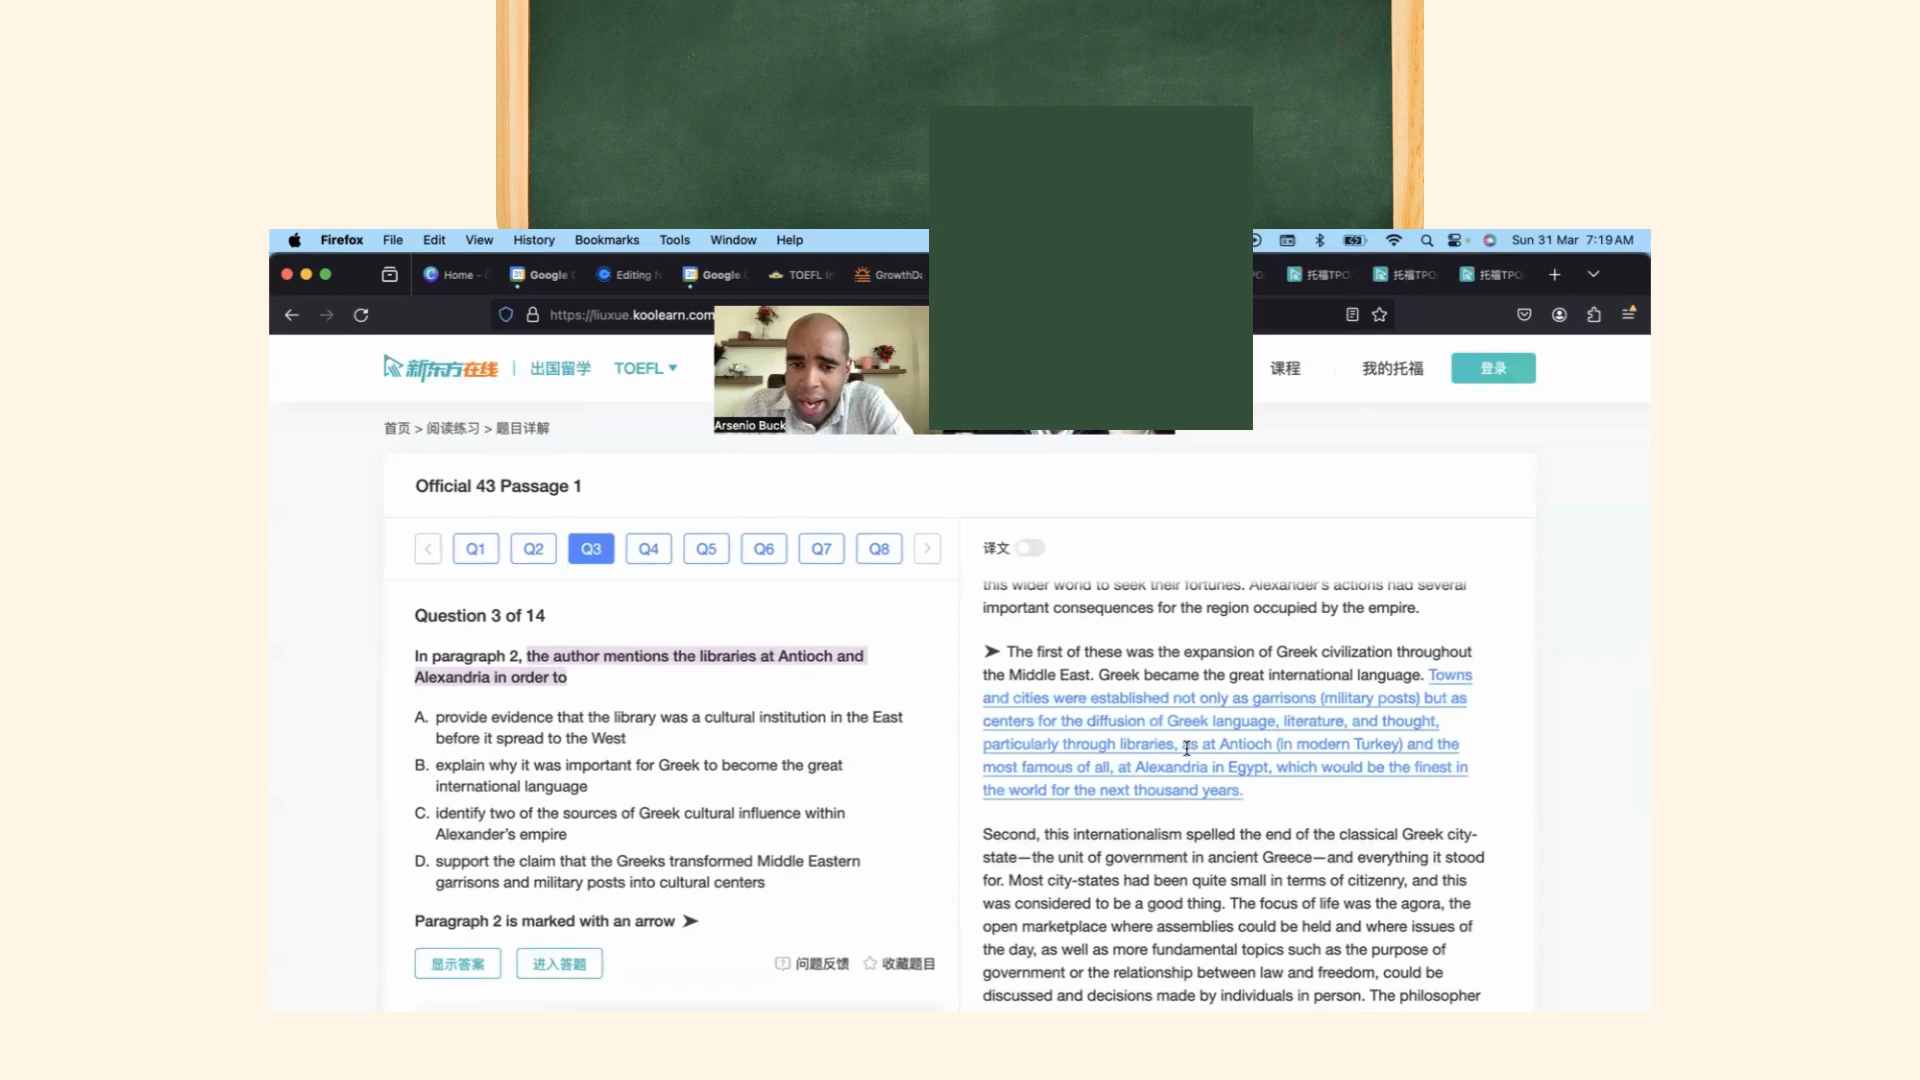 Firefox File Edit View History Bookmarks Tools Window Help
Sun 31 Mar 7:19 AM
Home - Google Editing N Google TOEFL In GrowthDa 托福TPO 托福TPO 托福TPO
https://liuxue.koolearn.com
新东方在线 出国留学 TOEFL 课程 我的托福 登录
Arsenio Buck
首页 > 阅读练习 > 题目详解
Official 43 Passage 1
Q1 Q2 Q3 Q4 Q5 Q6 Q7 Q8
Question 3 of 14
In paragraph 2, the author mentions the libraries at Antioch and
Alexandria in order to
A. provide evidence that the library was a cultural institution in the East
before it spread to the West
B. explain why it was important for Greek to become the great
international language
C. identify two of the sources of Greek cultural influence within
Alexander's empire
D. support the claim that the Greeks transformed Middle Eastern
garrisons and military posts into cultural centers
Paragraph 2 is marked with an arrow ➤
显示答案 进入答题 问题反馈 收藏题目
译文
this wider world to seek their fortunes. Alexander's actions had several
important consequences for the region occupied by the empire.
➤ The first of these was the expansion of Greek civilization throughout
the Middle East. Greek became the great international language. Towns
and cities were established not only as garrisons (military posts) but as
centers for the diffusion of Greek language, literature, and thought,
particularly through libraries, as at Antioch (in modern Turkey) and the
most famous of all, at Alexandria in Egypt, which would be the finest in
the world for the next thousand years.
Second, this internationalism spelled the end of the classical Greek city-
state—the unit of government in ancient Greece—and everything it stood
for. Most city-states had been quite small in terms of citizenry, and this
was considered to be a good thing. The focus of life was the agora, the
open marketplace where assemblies could be held and where issues of
the day, as well as more fundamental topics such as the purpose of
government or the relationship between law and freedom, could be
discussed and decisions made by individuals in person. The philosopher